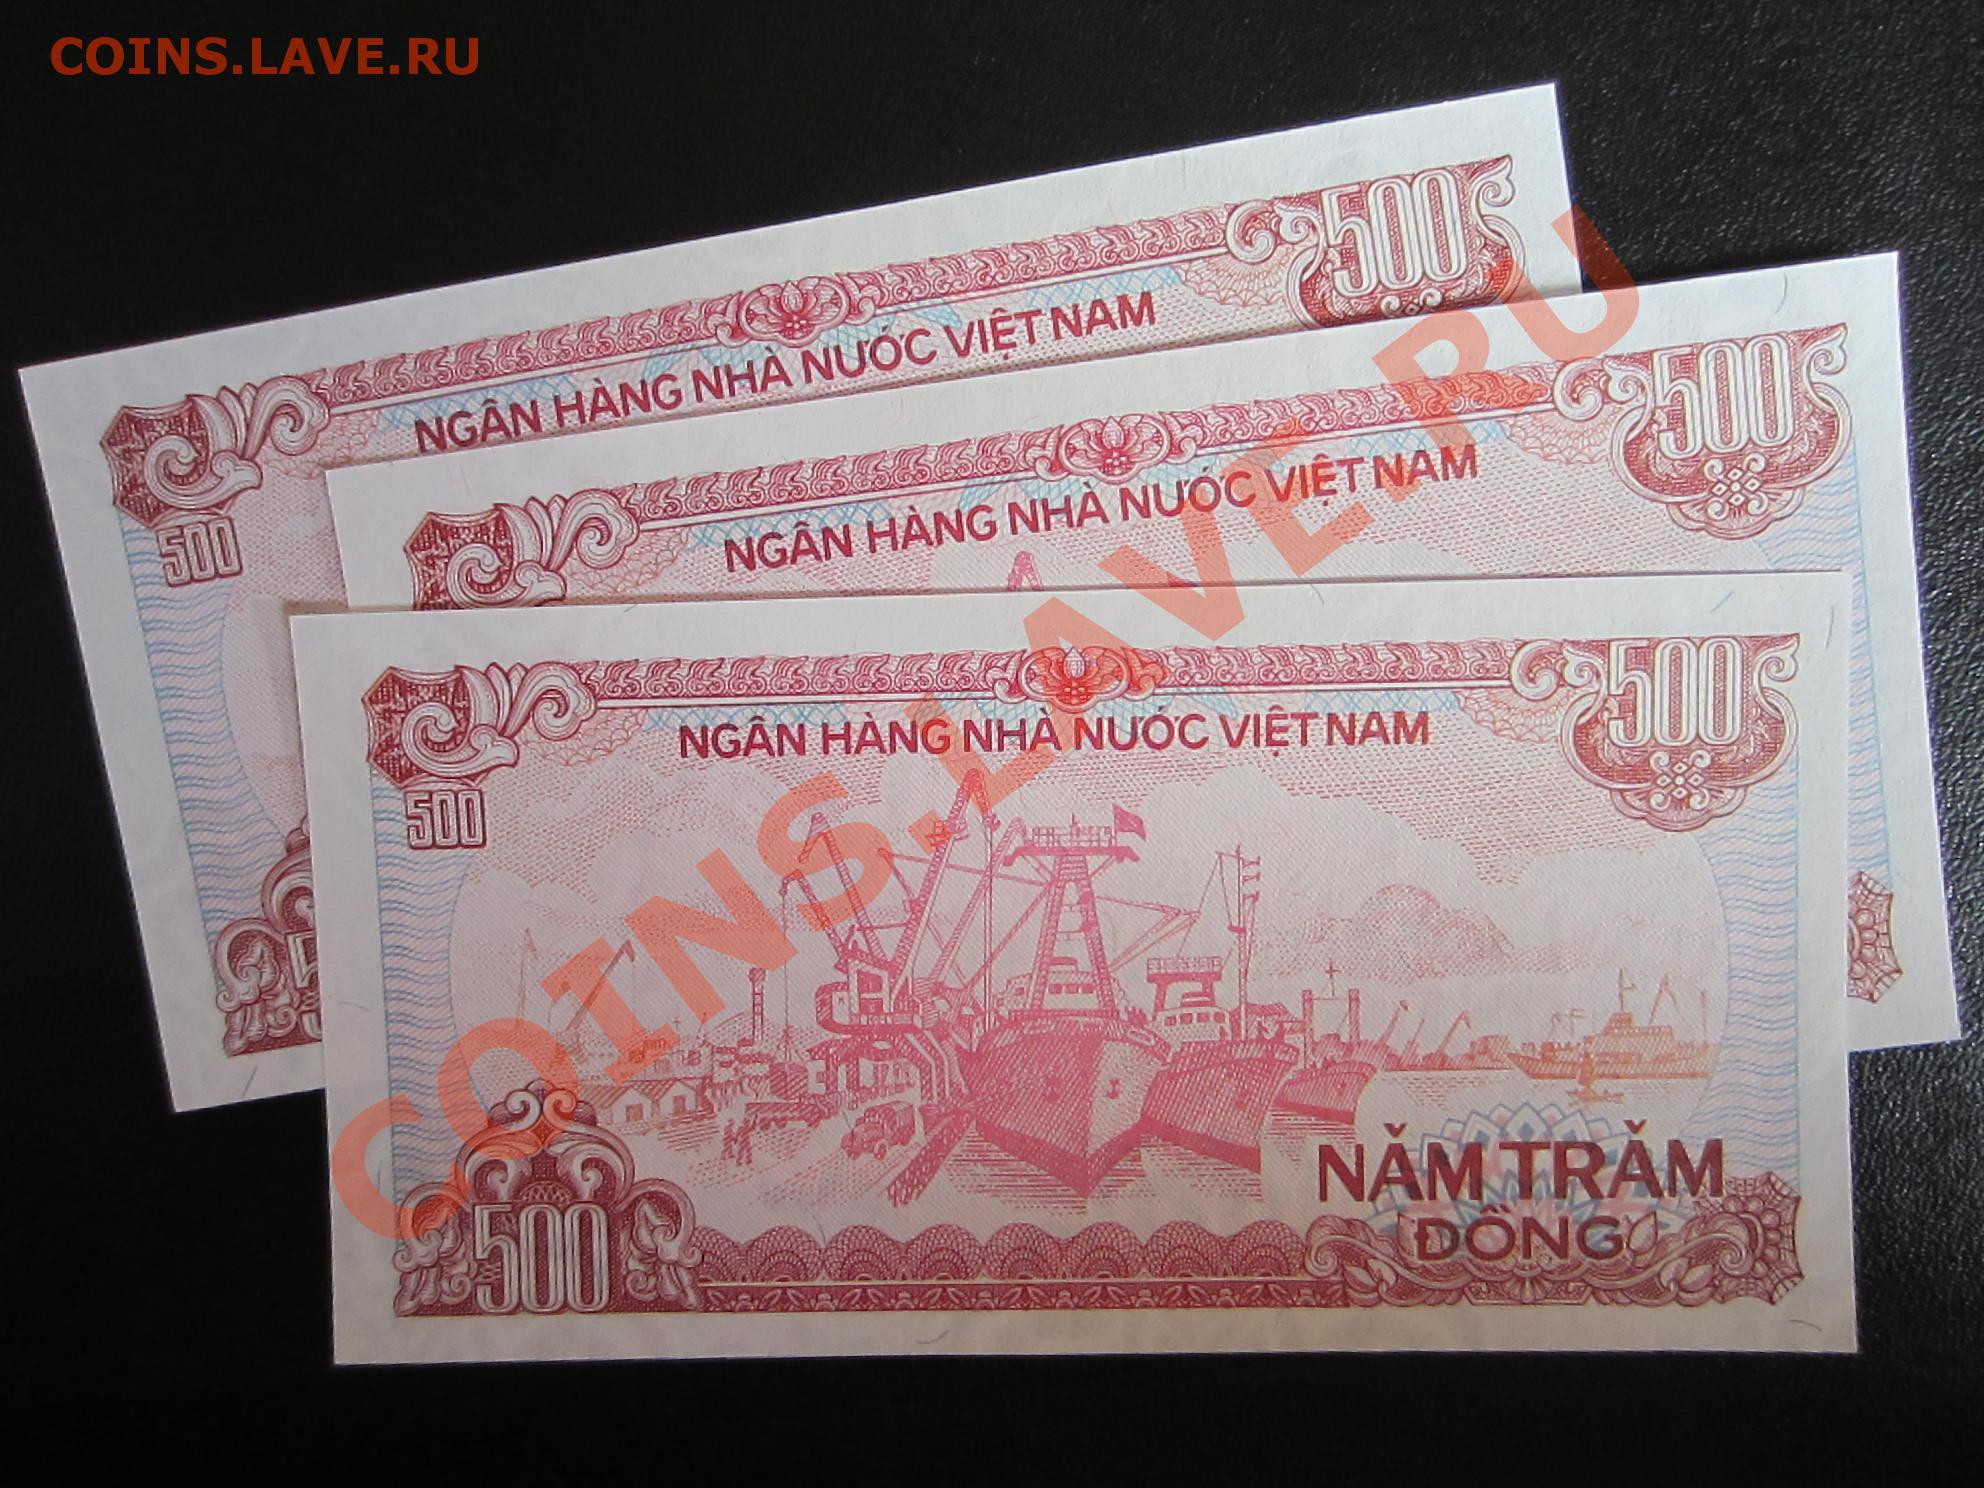 COINS.LAVE.RU
500
NGÂN HÀNG NHÀ NƯỚC VIỆT NAM
500
500
NGÂN HÀNG NHÀ NƯỚC VIỆT NAM
500
NGÂN HÀNG NHÀ NƯỚC VIỆT NAM
500
COINS.LAVE.RU
NĂM TRĂM
500
ĐỒNG